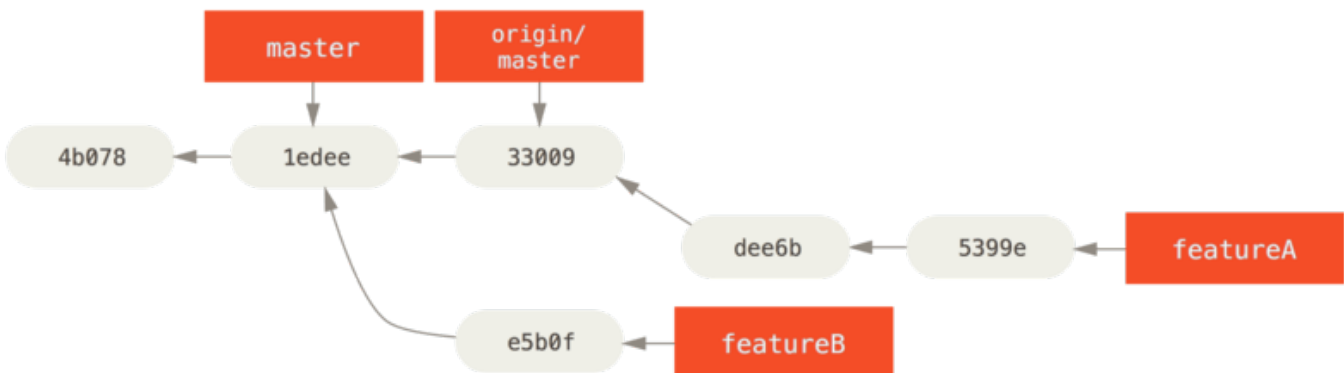 master
origin/
master
4b078
1edee
33009
dee6b
5399e
featureA
e5b0f
featureB